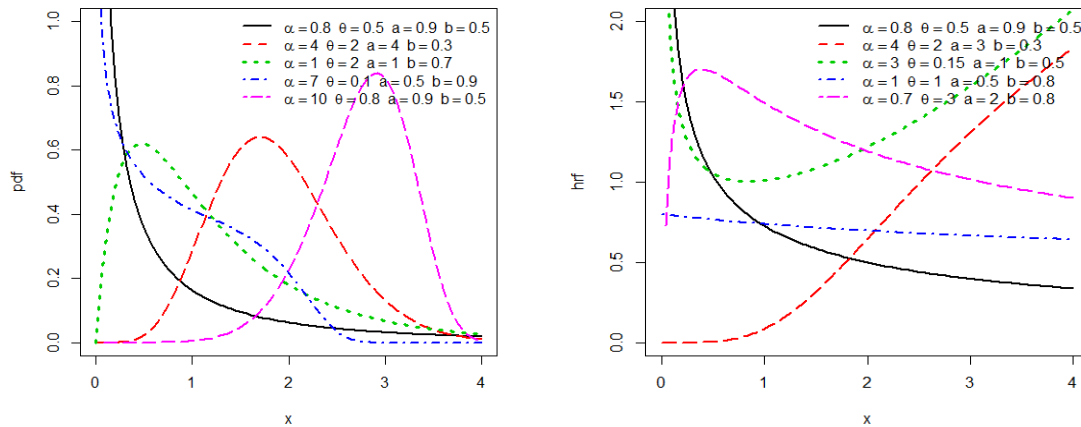 α = 0.8 θ = 0.5 a = 0.9 b = 0.5
α = 4 θ = 2 a = 4 b = 0.3
α = 1 θ = 2 a = 1 b = 0.7
α = 7 θ = 0.1 a = 0.5 b = 0.9
α = 10 θ = 0.8 a = 0.9 b = 0.5
pdf
1.0
0.8
0.6
0.4
0.2
0.0
0 1 2 3 4
x
α = 0.8 θ = 0.5 a = 0.9 b = 0.5
α = 4 θ = 2 a = 3 b = 0.3
α = 3 θ = 0.15 a = 1 b = 0.5
α = 1 θ = 1 a = 0.5 b = 0.8
α = 0.7 θ = 3 a = 2 b = 0.8
hrf
2.0
1.5
1.0
0.5
0.0
0 1 2 3 4
x